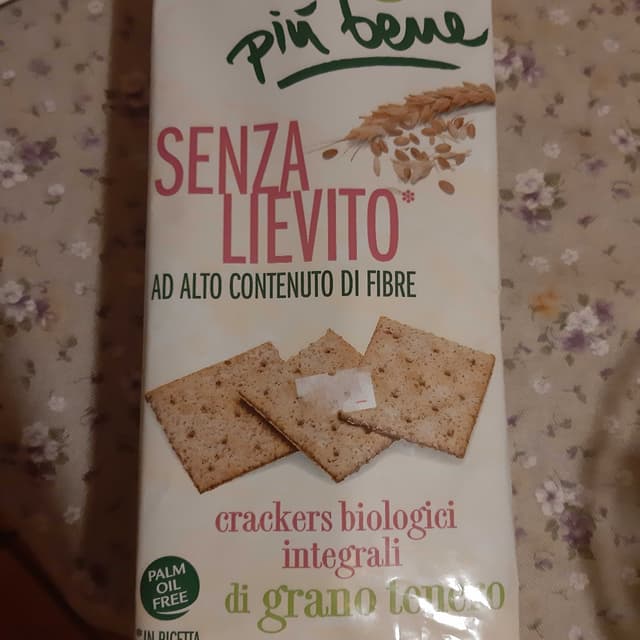 più bene
SENZA
LIEVITO*
AD ALTO CONTENUTO DI FIBRE
crackers biologici
integrali
di grano tenero
PALM
OIL
FREE
*IN RICETTA